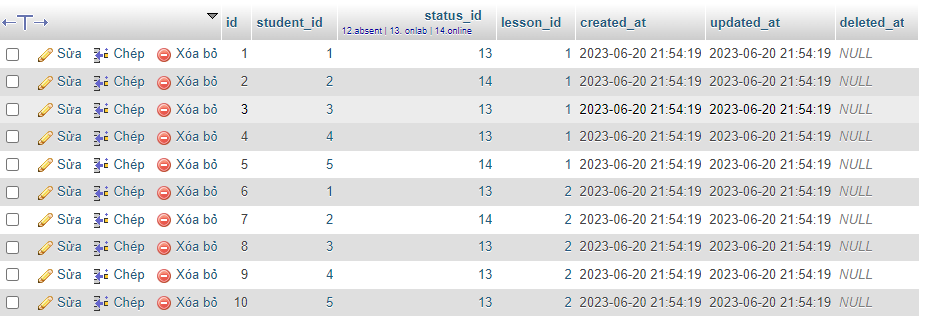 ←T→ id student_id status_id lesson_id created_at updated_at deleted_at
12.absent | 13. onlab | 14.online
Sửa Chép Xóa bỏ 1 1 13 1 2023-06-20 21:54:19 2023-06-20 21:54:19 NULL
Sửa Chép Xóa bỏ 2 2 14 1 2023-06-20 21:54:19 2023-06-20 21:54:19 NULL
Sửa Chép Xóa bỏ 3 3 13 1 2023-06-20 21:54:19 2023-06-20 21:54:19 NULL
Sửa Chép Xóa bỏ 4 4 13 1 2023-06-20 21:54:19 2023-06-20 21:54:19 NULL
Sửa Chép Xóa bỏ 5 5 14 1 2023-06-20 21:54:19 2023-06-20 21:54:19 NULL
Sửa Chép Xóa bỏ 6 1 13 2 2023-06-20 21:54:19 2023-06-20 21:54:19 NULL
Sửa Chép Xóa bỏ 7 2 14 2 2023-06-20 21:54:19 2023-06-20 21:54:19 NULL
Sửa Chép Xóa bỏ 8 3 13 2 2023-06-20 21:54:19 2023-06-20 21:54:19 NULL
Sửa Chép Xóa bỏ 9 4 13 2 2023-06-20 21:54:19 2023-06-20 21:54:19 NULL
Sửa Chép Xóa bỏ 10 5 13 2 2023-06-20 21:54:19 2023-06-20 21:54:19 NULL